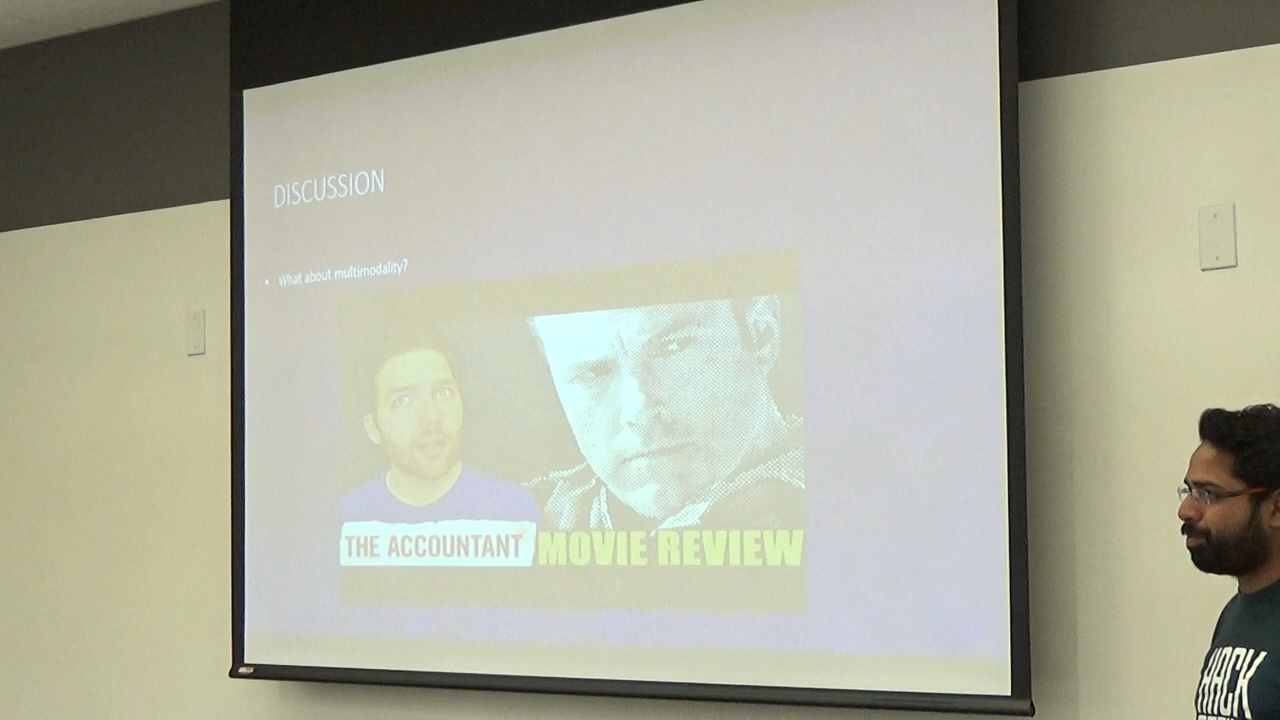 DISCUSSION
• What about multimodality?
THE ACCOUNTANT MOVIE REVIEW
HACK